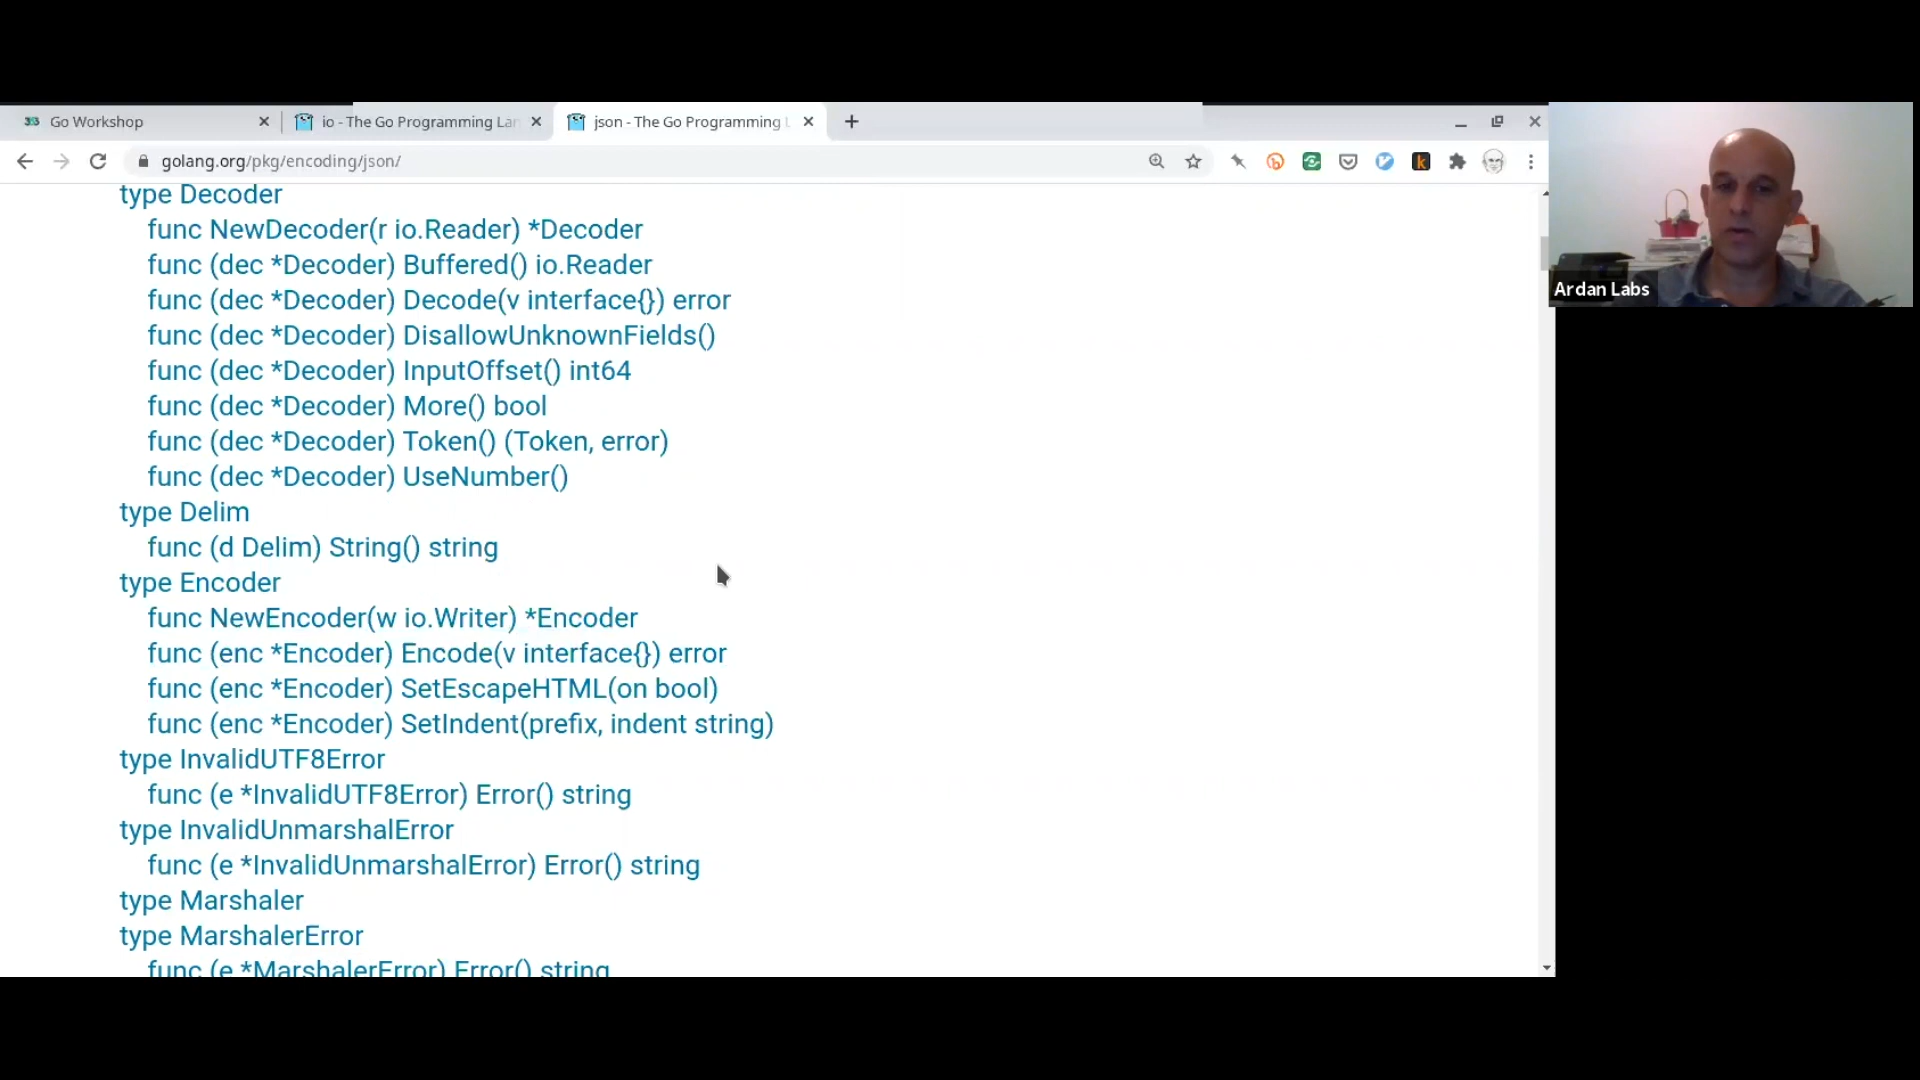 Go Workshop
io - The Go Programming Lan
json - The Go Programming L
golang.org/pkg/encoding/json/
type Decoder
func NewDecoder(r io.Reader) *Decoder
func (dec *Decoder) Buffered() io.Reader
func (dec *Decoder) Decode(v interface{}) error
func (dec *Decoder) DisallowUnknownFields()
func (dec *Decoder) InputOffset() int64
func (dec *Decoder) More() bool
func (dec *Decoder) Token() (Token, error)
func (dec *Decoder) UseNumber()
type Delim
func (d Delim) String() string
type Encoder
func NewEncoder(w io.Writer) *Encoder
func (enc *Encoder) Encode(v interface{}) error
func (enc *Encoder) SetEscapeHTML(on bool)
func (enc *Encoder) SetIndent(prefix, indent string)
type InvalidUTF8Error
func (e *InvalidUTF8Error) Error() string
type InvalidUnmarshalError
func (e *InvalidUnmarshalError) Error() string
type Marshaler
type MarshalerError
func (e *MarshalerError) Error() string
Ardan Labs